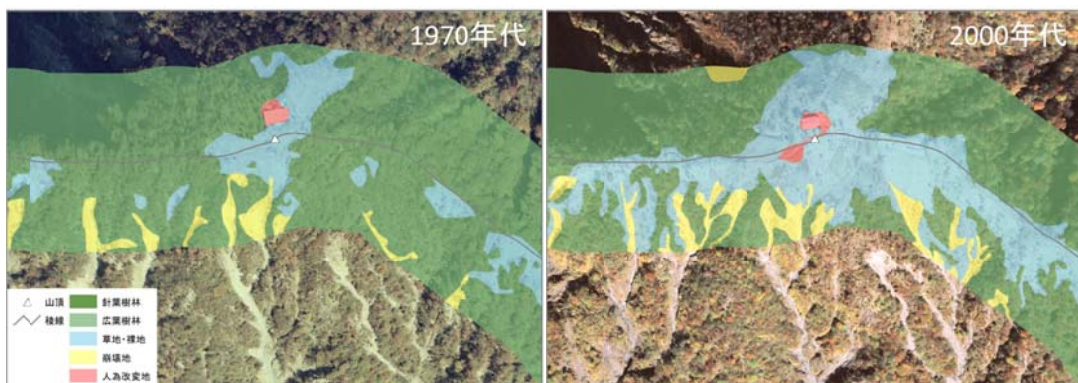 1970年代
2000年代
山頂
稜線
針葉樹林
広葉樹林
草地・裸地
崩壊地
人為改変地